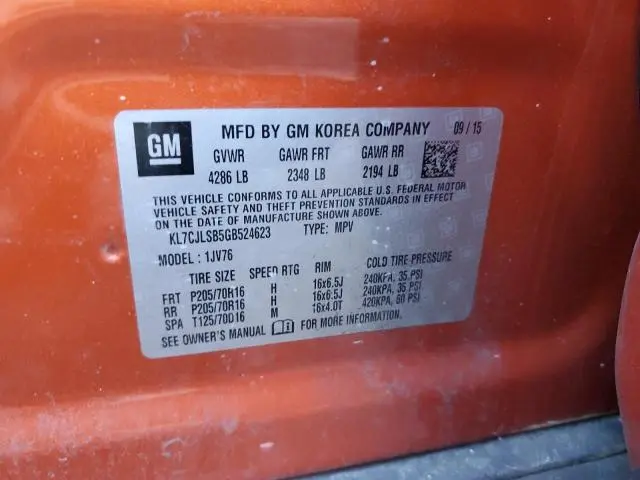 GM
MFD BY GM KOREA COMPANY 09/15
GVWR GAWR FRT GAWR RR
4286 LB 2348 LB 2194 LB
THIS VEHICLE CONFORMS TO ALL APPLICABLE U.S. FEDERAL MOTOR
VEHICLE SAFETY AND THEFT PREVENTION STANDARDS IN EFFECT
ON THE DATE OF MANUFACTURE SHOWN ABOVE.
KL7CJLSB5GB524623 TYPE: MPV
MODEL: 1JV76
TIRE SIZE SPEED RTG RIM COLD TIRE PRESSURE
FRT P205/70R16 H 16x6.5J 240KPA, 35 PSI
RR P205/70R16 H 16x6.5J 240KPA, 35 PSI
SPA T125/70D16 M 16x4.0T 420KPA, 60 PSI
SEE OWNER'S MANUAL FOR MORE INFORMATION.